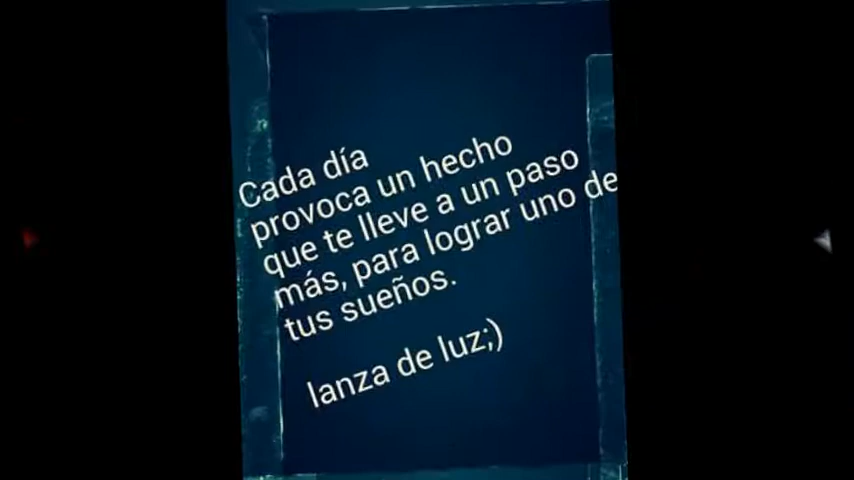 Cada día
provoca un hecho
que te lleve a un paso
más, para lograr uno de
tus sueños.
lanza de luz;)